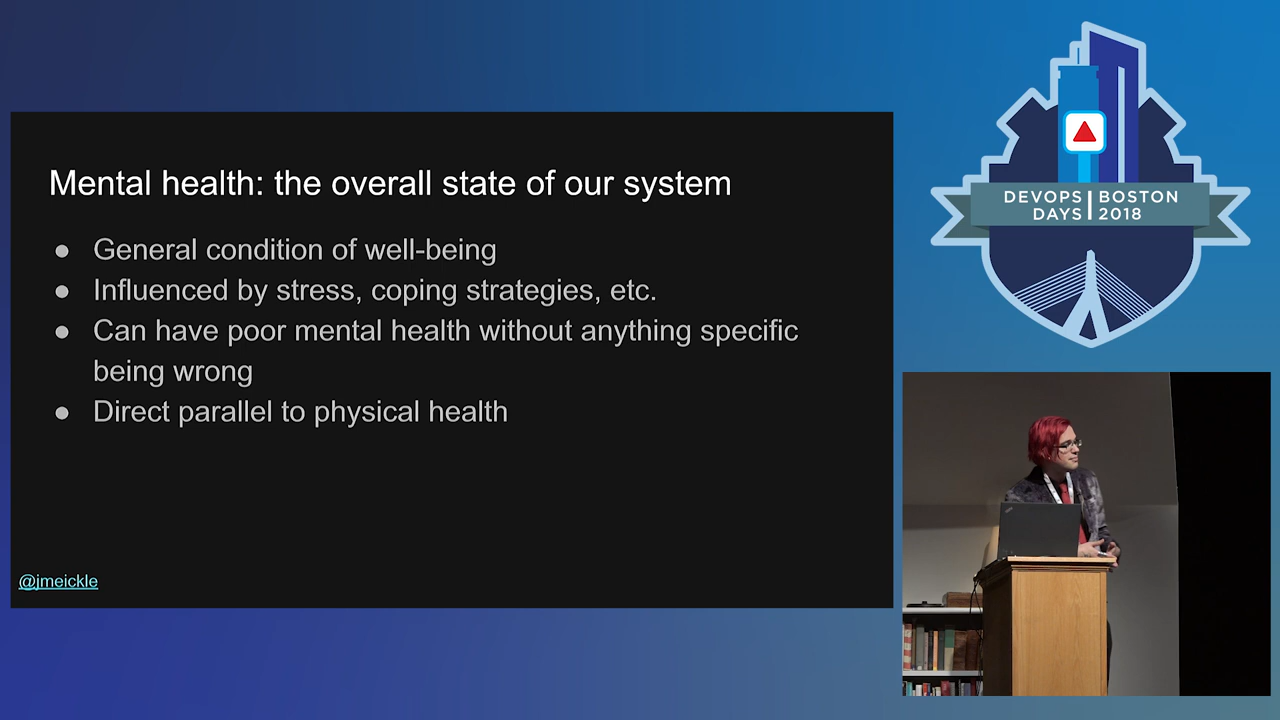 Mental health: the overall state of our system
● General condition of well-being
● Influenced by stress, coping strategies, etc.
● Can have poor mental health without anything specific
being wrong
● Direct parallel to physical health
@jmeickle
DEVOPS BOSTON
DAYS 2018